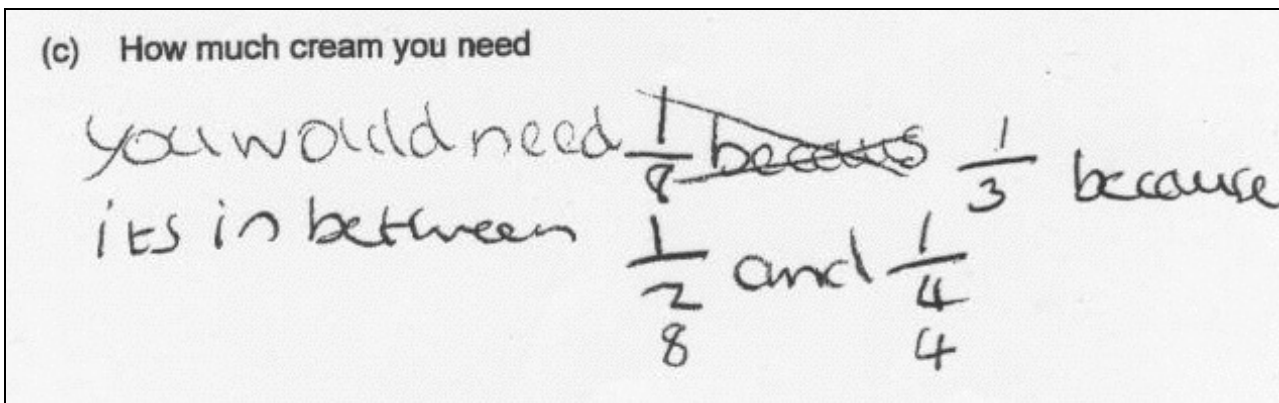 (c) How much cream you need
you would need 1/8 becaus 1/3 because
its in between 1/2 and 1/4
8 4